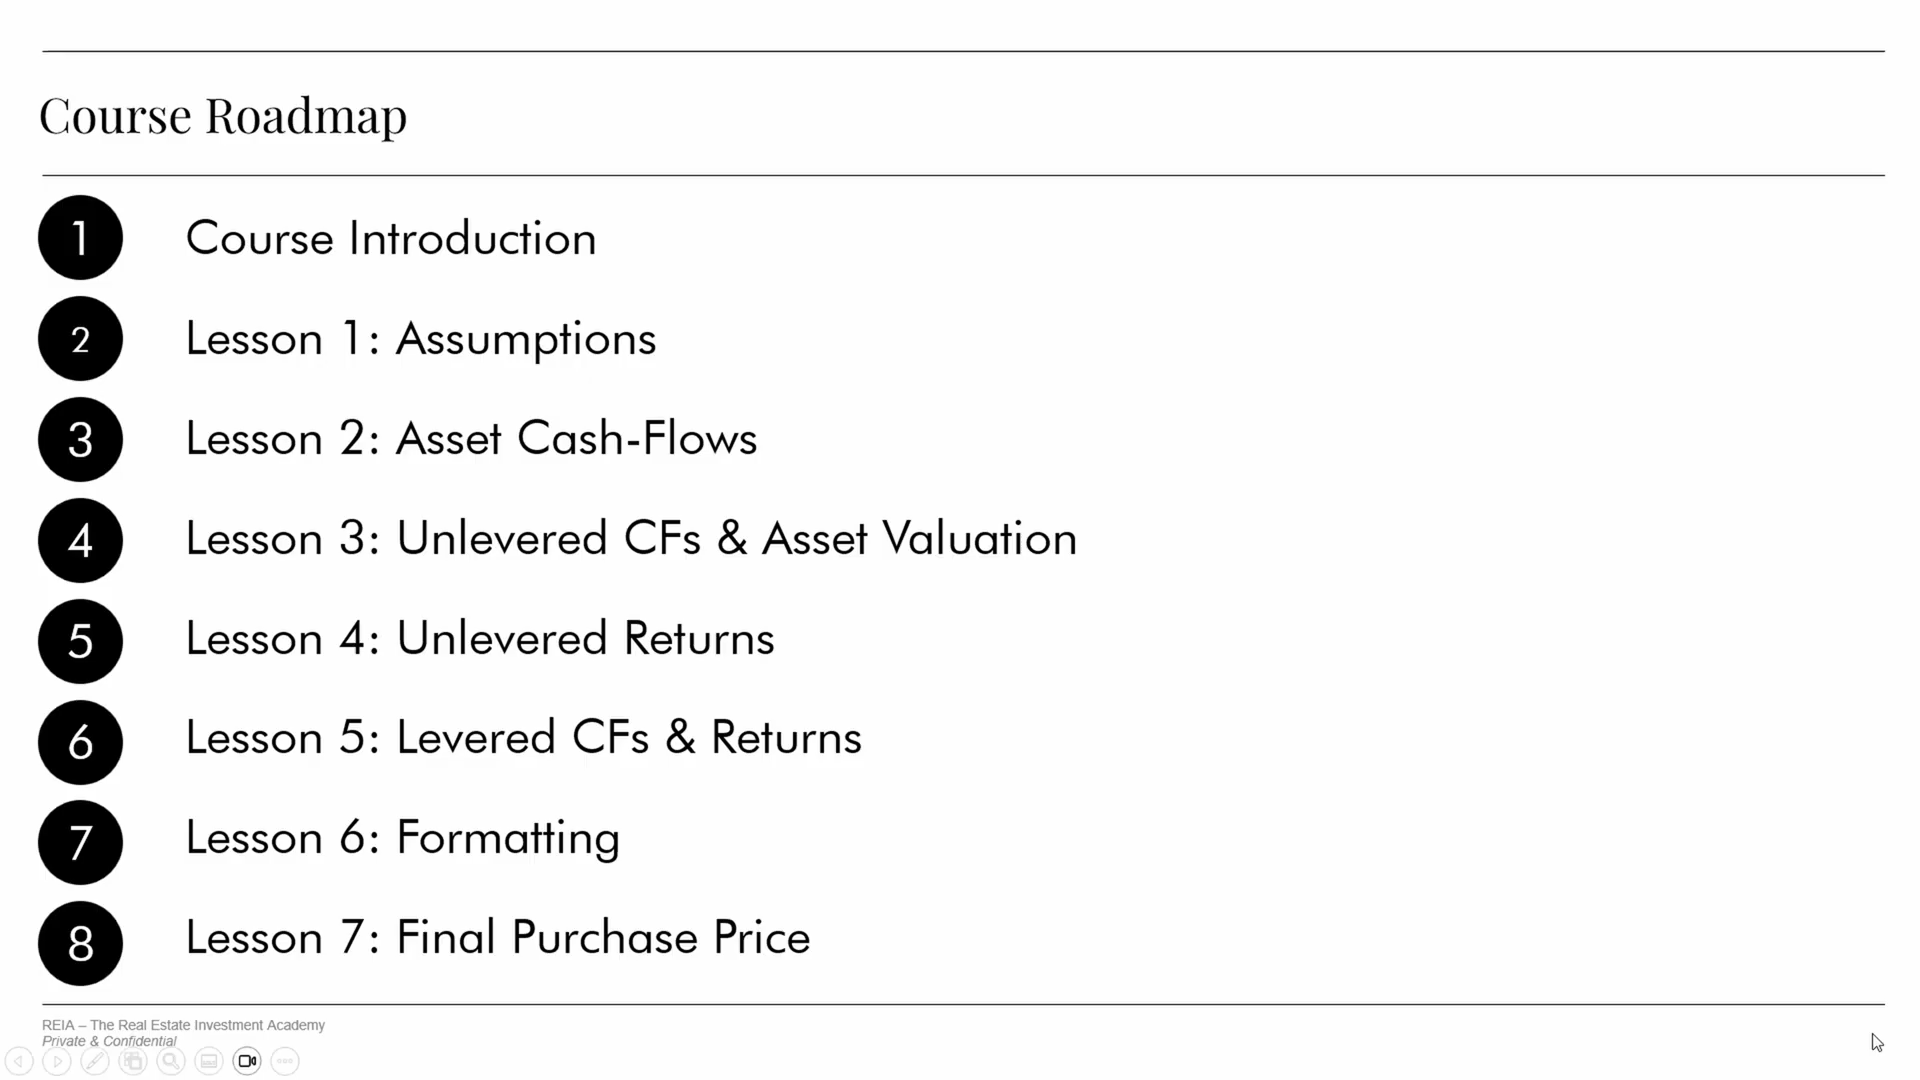 Course Roadmap
1 Course Introduction
2 Lesson 1: Assumptions
3 Lesson 2: Asset Cash-Flows
4 Lesson 3: Unlevered CFs & Asset Valuation
5 Lesson 4: Unlevered Returns
6 Lesson 5: Levered CFs & Returns
7 Lesson 6: Formatting
8 Lesson 7: Final Purchase Price
REIA – The Real Estate Investment Academy
Private & Confidential